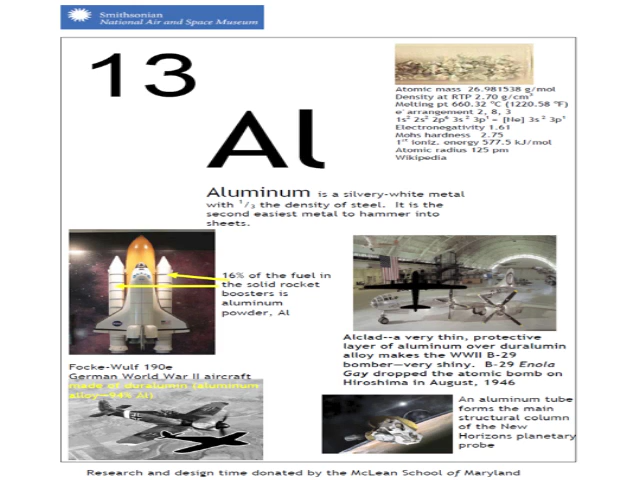 Smithsonian
National Air and Space Museum
13
Al
Atomic mass 26.981538 g/mol
Density at RTP 2.70 g/cm³
Melting pt 660.32 °C (1220.58 °F)
e⁻ arrangement 2, 8, 3
1s² 2s² 2p⁶ 3s² 3p¹ = [Ne] 3s² 3p¹
Electronegativity 1.61
Mohs hardness 2.75
1ˢᵗ ioniz. energy 577.5 kJ/mol
Atomic radius 125 pm
Wikipedia
Aluminum is a silvery-white metal
with ¹/₃ the density of steel. It is the
second easiest metal to hammer into
sheets.
16% of the fuel in
the solid rocket
boosters is
aluminum
powder, Al
Alclad--a very thin, protective
layer of aluminum over duralumin
alloy makes the WWII B-29
bomber—very shiny. B-29 Enola
Gay dropped the atomic bomb on
Hiroshima in August, 1946
Focke-Wulf 190e
German World War II aircraft
made of duralumin (aluminum
alloy—94% Al)
An aluminum tube
forms the main
structural column
of the New
Horizons planetary
probe
Research and design time donated by the McLean School of Maryland